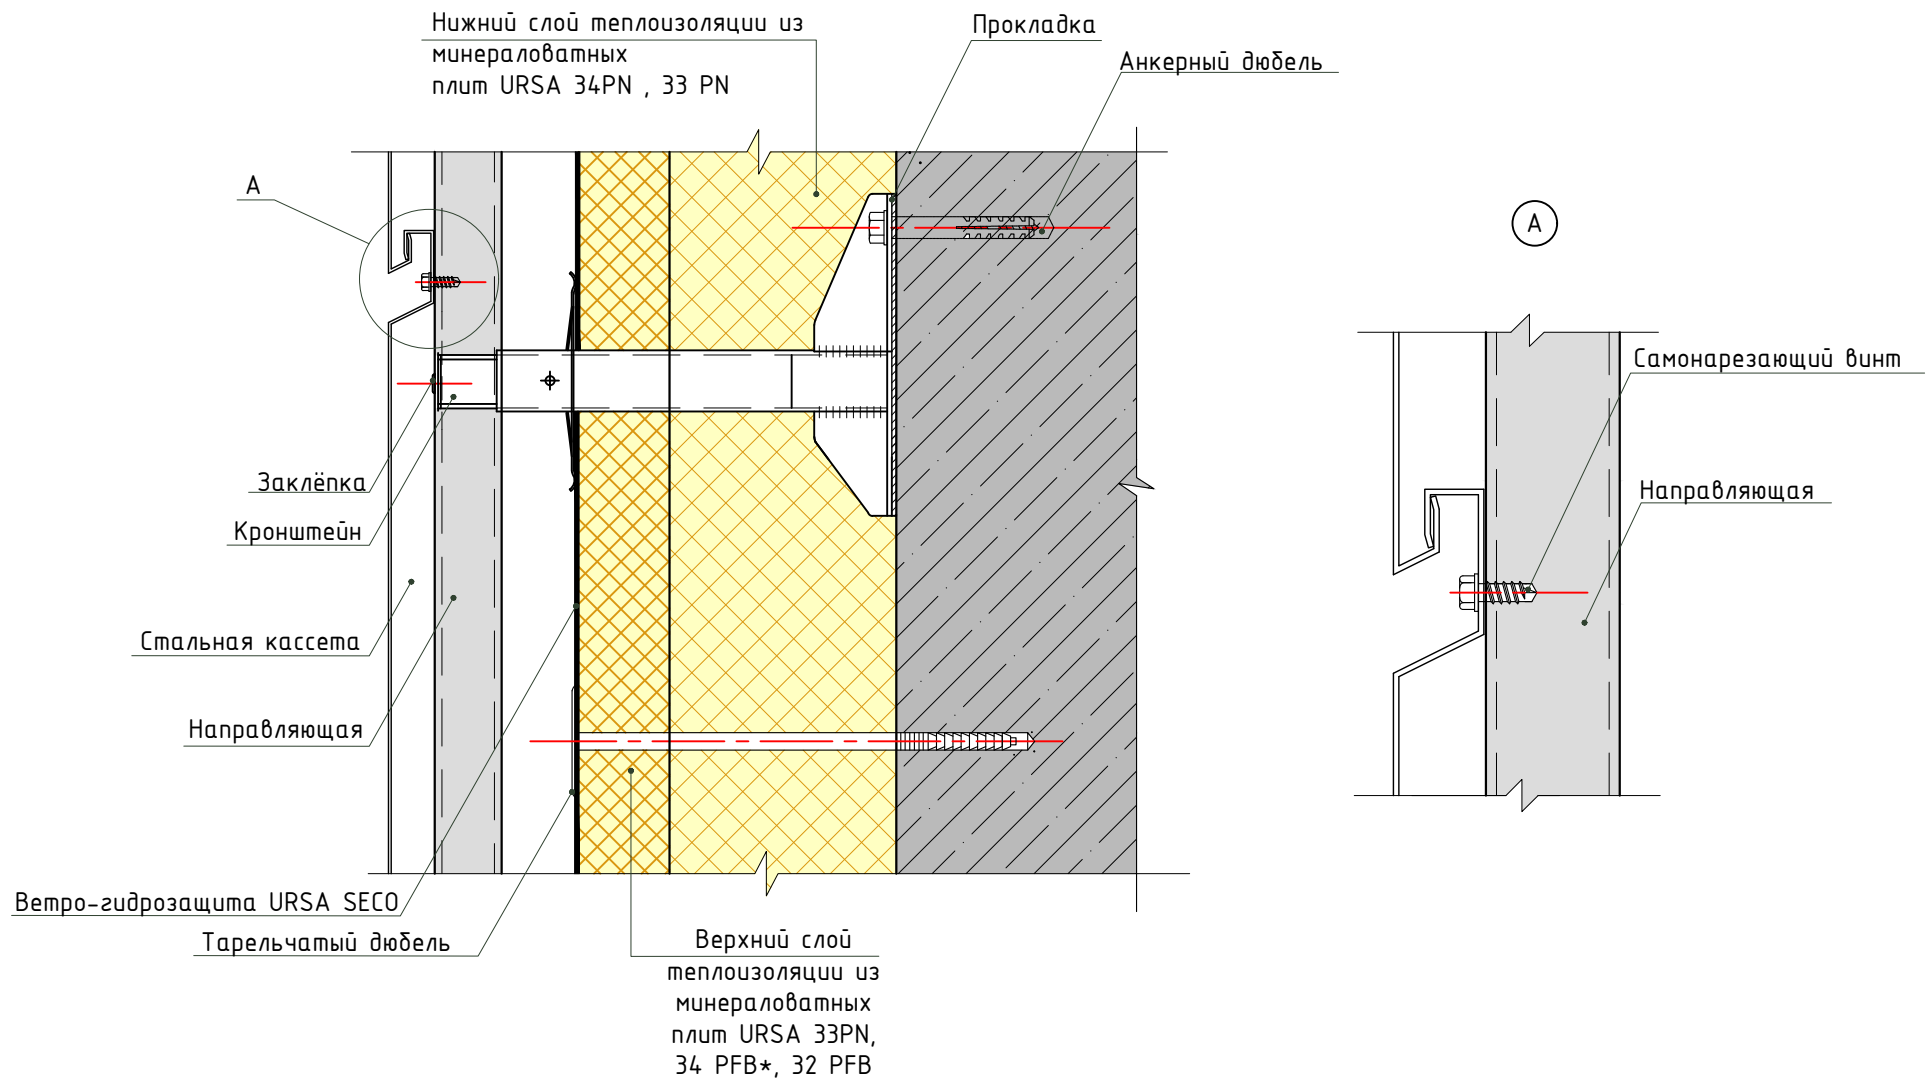 Нижний слой теплоизоляции из
минераловатных
плит URSA 34PN , 33 PN
Прокладка
Анкерный дюбель
А
А
Самонарезающий винт
Направляющая
Заклёпка
Кронштейн
Стальная кассета
Направляющая
Ветро-гидрозащита URSA SECO
Тарельчатый дюбель
Верхний слой
теплоизоляции из
минераловатных
плит URSA 33PN,
34 PFB*, 32 PFB